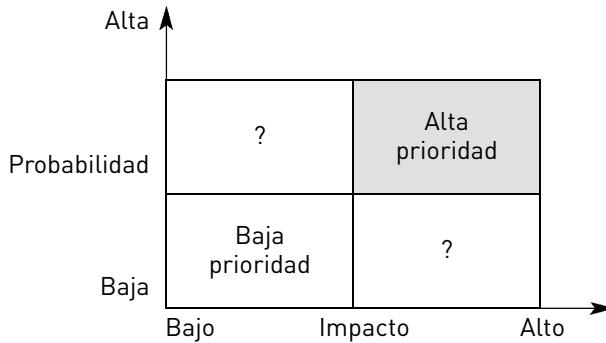 Alta
?
Alta
prioridad
Probabilidad
Baja
prioridad
?
Baja
Bajo Impacto Alto